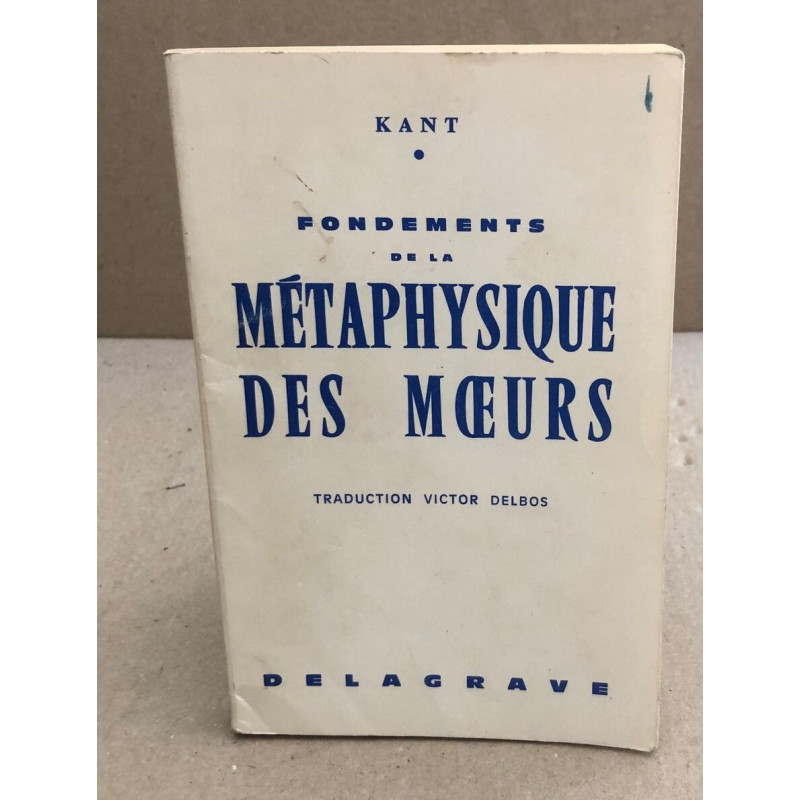 KANT
FONDEMENTS
DE LA
MÉTAPHYSIQUE
DES MŒURS
TRADUCTION VICTOR DELBOS
DELAGRAVE